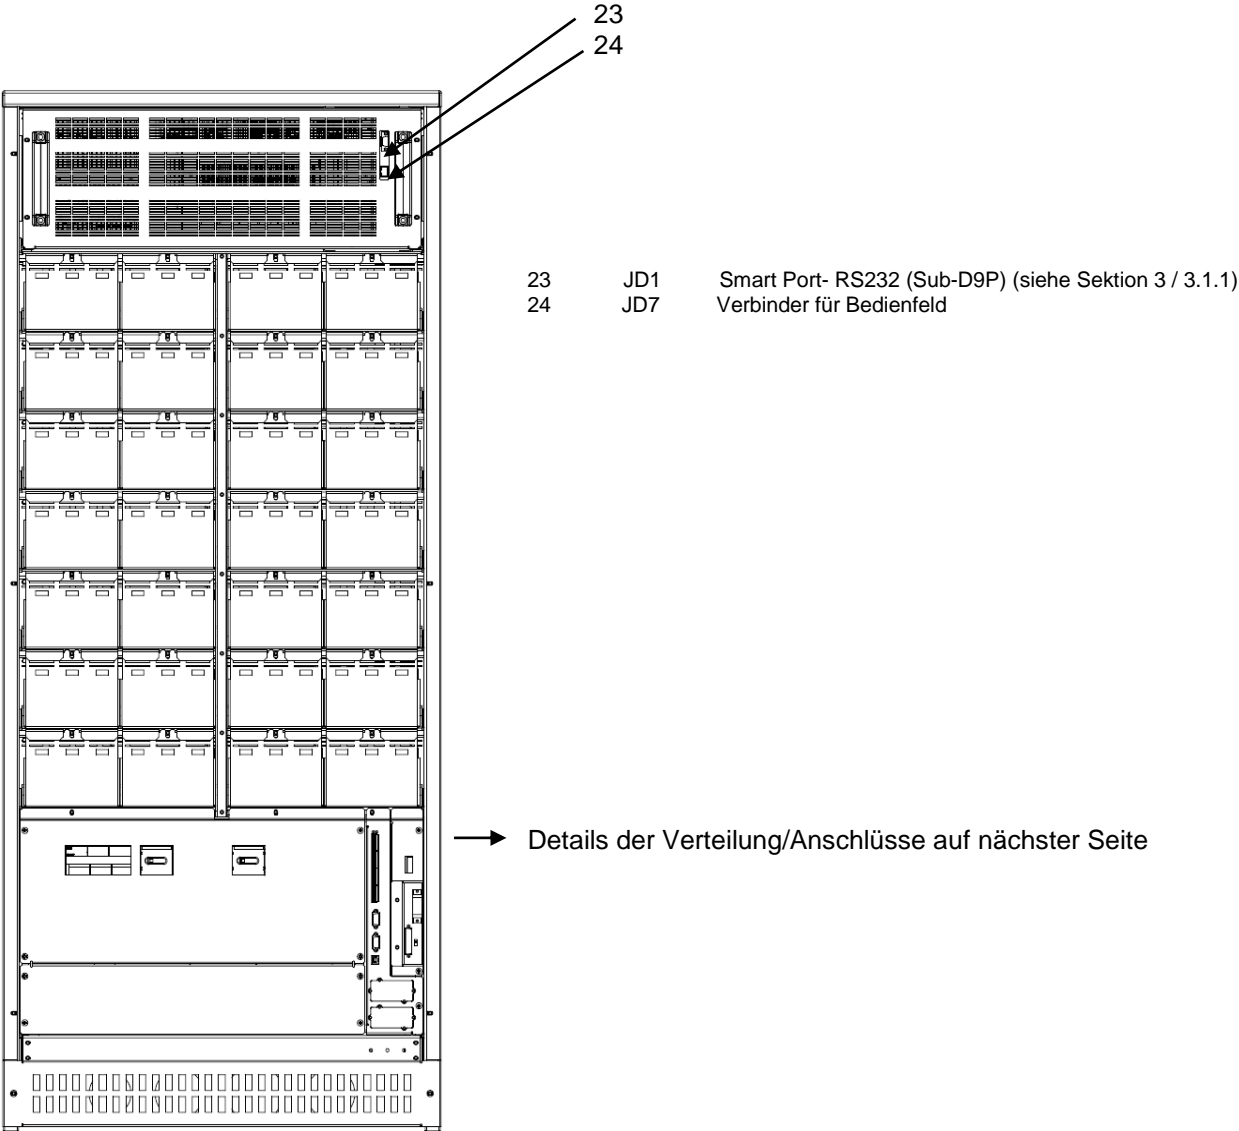 23
24
23 JD1 Smart Port- RS232 (Sub-D9P) (siehe Sektion 3 / 3.1.1)
24 JD7 Verbinder für Bedienfeld
Details der Verteilung/Anschlüsse auf nächster Seite